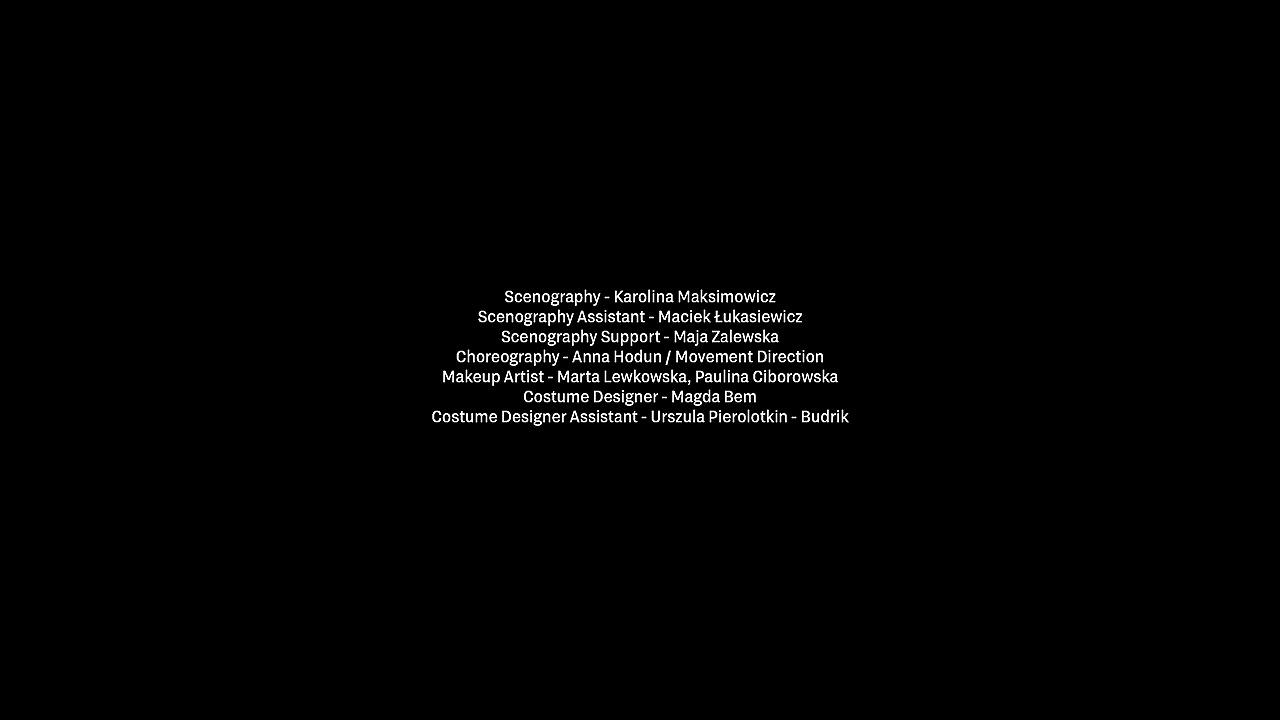 Scenography - Karolina Maksimowicz
Scenography Assistant - Maciek Łukasiewicz
Scenography Support - Maja Zalewska
Choreography - Anna Hodun / Movement Direction
Makeup Artist - Marta Lewkowska, Paulina Ciborowska
Costume Designer - Magda Bem
Costume Designer Assistant - Urszula Pierolotkin - Budrik